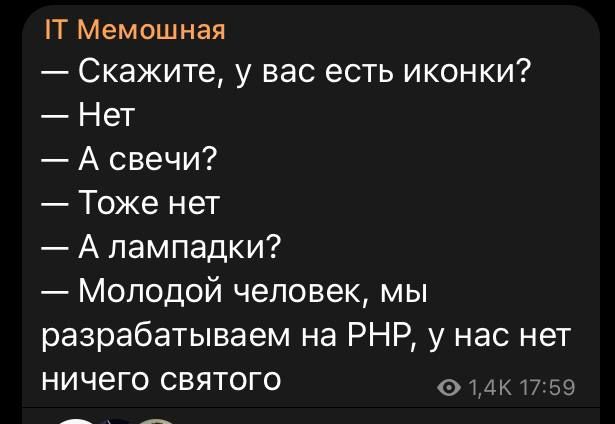 IT Мемошная
— Скажите, у вас есть иконки?
— Нет
— А свечи?
— Тоже нет
— А лампадки?
— Молодой человек, мы
разрабатываем на PHP, у нас нет
ничего святого
1,4K 17:59